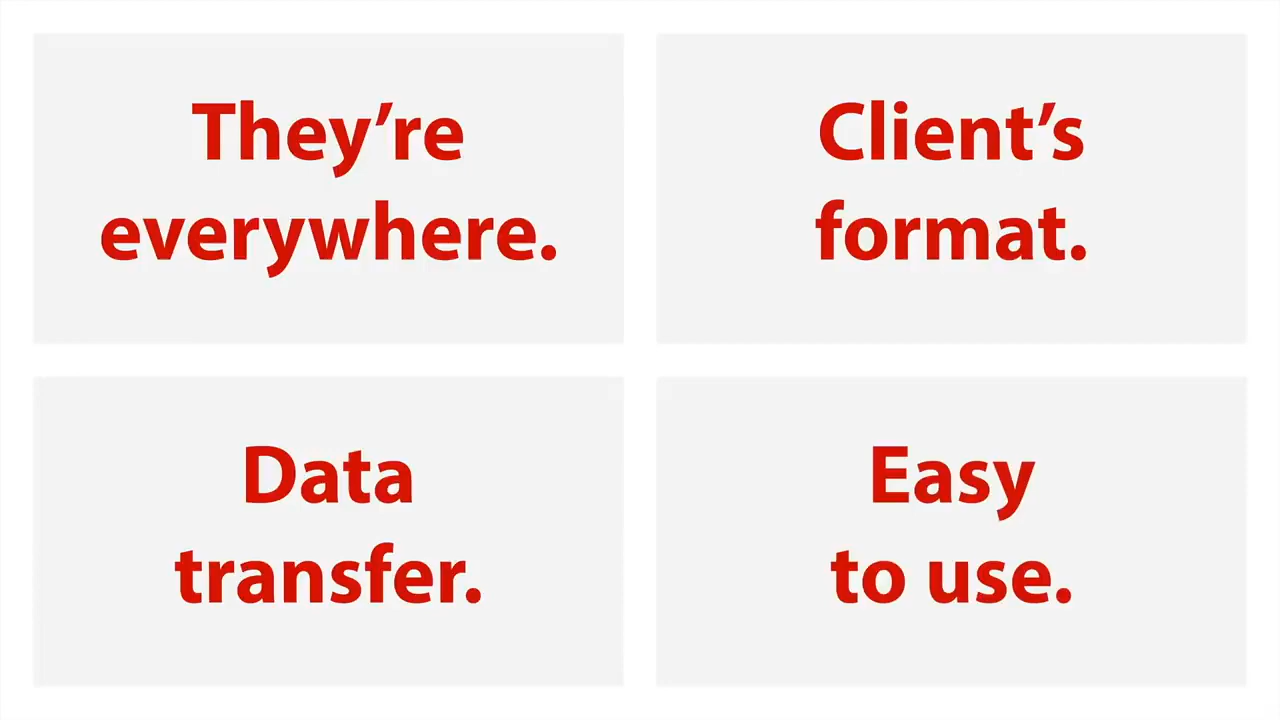 They’re
everywhere.
Client’s
format.
Data
transfer.
Easy
to use.